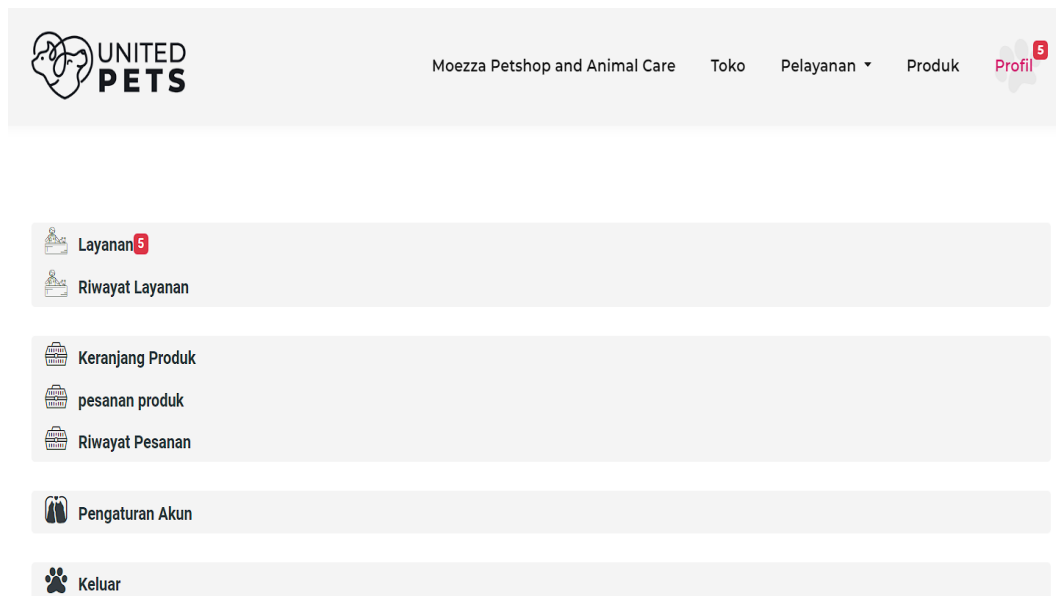 UNITED
PETS
Moezza Petshop and Animal Care Toko Pelayanan Produk Profil 5
Layanan 5
Riwayat Layanan
Keranjang Produk
pesanan produk
Riwayat Pesanan
Pengaturan Akun
Keluar